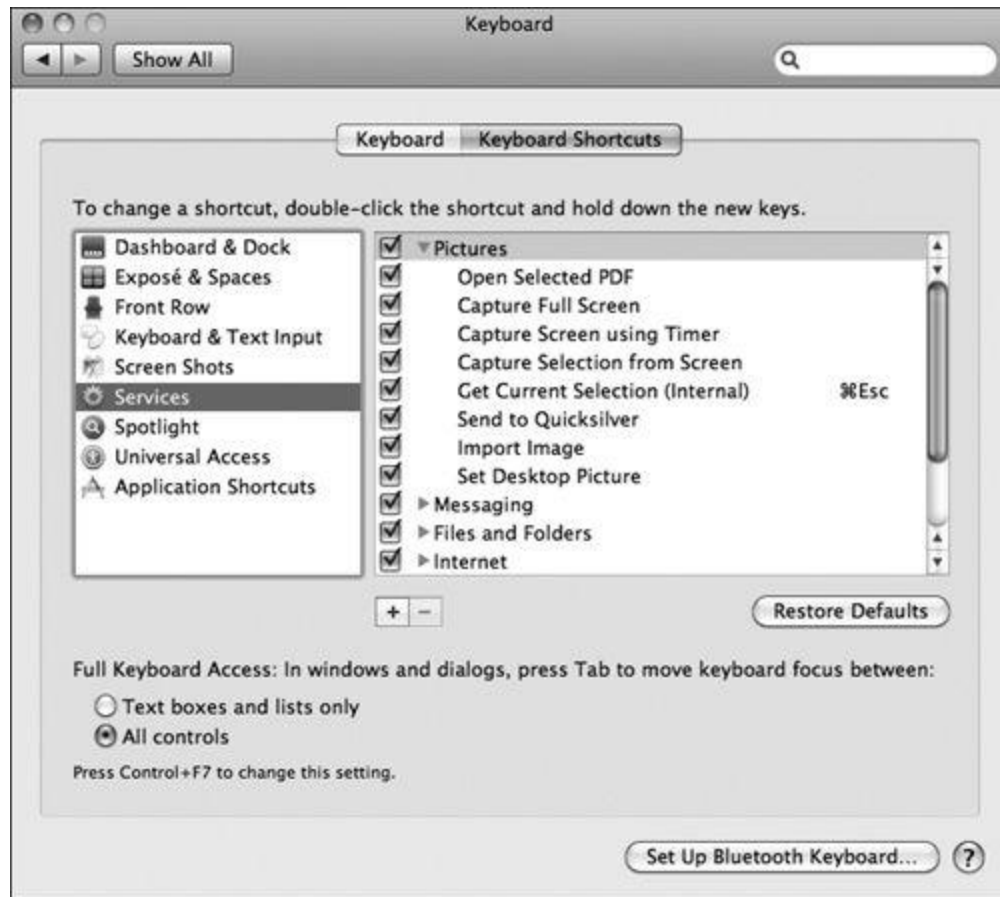 Keyboard
Show All
Keyboard Keyboard Shortcuts
To change a shortcut, double-click the shortcut and hold down the new keys.
Dashboard & Dock
Exposé & Spaces
Front Row
Keyboard & Text Input
Screen Shots
Services
Spotlight
Universal Access
Application Shortcuts
Pictures
Open Selected PDF
Capture Full Screen
Capture Screen using Timer
Capture Selection from Screen
Get Current Selection (Internal) ⌘Esc
Send to Quicksilver
Import Image
Set Desktop Picture
Messaging
Files and Folders
Internet
+ −
Restore Defaults
Full Keyboard Access: In windows and dialogs, press Tab to move keyboard focus between:
Text boxes and lists only
All controls
Press Control+F7 to change this setting.
Set Up Bluetooth Keyboard... ?